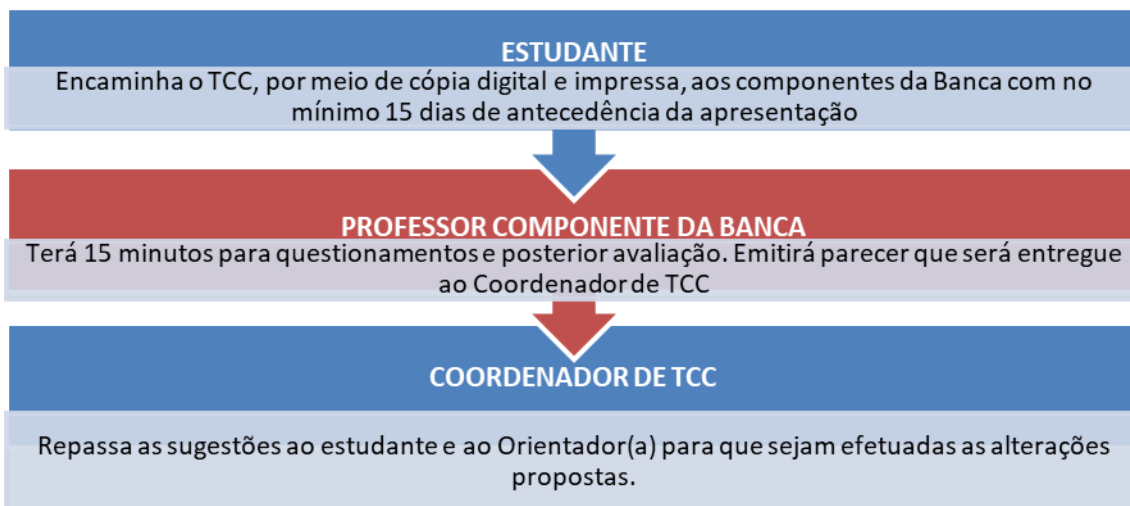 ESTUDANTE
Encaminha o TCC, por meio de cópia digital e impressa, aos componentes da Banca com no
mínimo 15 dias de antecedência da apresentação
PROFESSOR COMPONENTE DA BANCA
Terá 15 minutos para questionamentos e posterior avaliação. Emitirá parecer que será entregue
ao Coordenador de TCC
COORDENADOR DE TCC
Repassa as sugestões ao estudante e ao Orientador(a) para que sejam efetuadas as alterações
propostas.